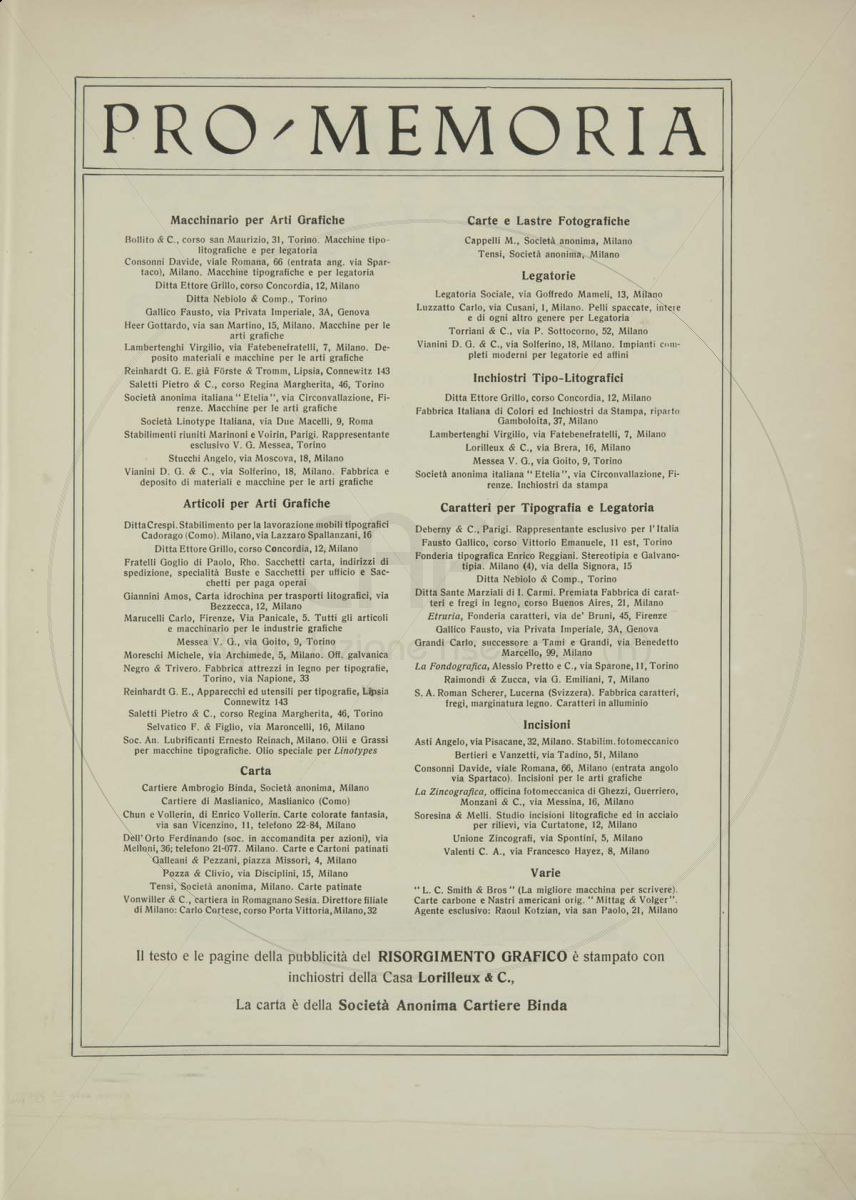 PRO-MEMORIA
Macchinario per Arti Grafiche
Bollito & C., corso san Maurizio, 31, Torino. Macchine tipo-
litografiche e per legatoria
Consonni Davide, viale Romana, 66 (entrata ang. via Spar-
taco), Milano. Macchine tipografiche e per legatoria
Ditta Ettore Grillo, corso Concordia, 12, Milano
Ditta Nebiolo & Comp., Torino
Gallico Fausto, via Privata Imperiale, 3A, Genova
Heer Gottardo, via san Martino, 15, Milano. Macchine per le
arti grafiche
Lambertenghi Virgilio, via Fatebenefratelli, 7, Milano. De-
posito materiali e macchine per le arti grafiche
Reinhardt G. E. già Förste & Tromm, Lipsia, Connewitz 143
Saletti Pietro & C., corso Regina Margherita, 46, Torino
Società anonima italiana "Etelia", via Circonvallazione, Fi-
renze. Macchine per le arti grafiche
Società Linotype Italiana, via Due Macelli, 9, Roma
Stabilimenti riuniti Marinoni e Voirin, Parigi. Rappresentante
esclusivo V. G. Messea, Torino
Stucchi Angelo, via Moscova, 18, Milano
Vianini D. G. & C., via Solferino, 18, Milano. Fabbrica e
deposito di materiali e macchine per le arti grafiche
Articoli per Arti Grafiche
Ditta Crespi. Stabilimento per la lavorazione mobili tipografici
Cadorago (Como). Milano, via Lazzaro Spallanzani, 16
Ditta Ettore Grillo, corso Concordia, 12, Milano
Fratelli Goglio di Paolo, Rho. Sacchetti carta, indirizzi di
spedizione, specialità Buste e Sacchetti per ufficio e Sac-
chetti per paga operai
Giannini Amos, Carta idrochina per trasporti litografici, via
Bezzecca, 12, Milano
Marucelli Carlo, Firenze, Via Panicale, 5. Tutti gli articoli
e macchinario per le industrie grafiche
Messea V. G., via Goito, 9, Torino
Moreschi Michele, via Archimede, 5, Milano. Off. galvanica
Negro & Trivero. Fabbrica attrezzi in legno per tipografie,
Torino, via Napione, 33
Reinhardt G. E., Apparecchi ed utensili per tipografie, Lipsia
Connewitz 143
Saletti Pietro & C., corso Regina Margherita, 46, Torino
Selvatico F. & Figlio, via Maroncelli, 16, Milano
Soc. An. Lubrificanti Ernesto Reinach, Milano. Olii e Grassi
per macchine tipografiche. Olio speciale per Linotypes
Carta
Cartiere Ambrogio Binda, Società anonima, Milano
Cartiere di Maslianico, Maslianico (Como)
Chun e Vollerin, di Enrico Vollerin. Carte colorate fantasia,
via san Vicenzino, 11, telefono 22-84, Milano
Dell'Orto Ferdinando (soc. in accomandita per azioni), via
Melloni, 36; telefono 21-077. Milano. Carte e Cartoni patinati
Galleani & Pezzani, piazza Missori, 4, Milano
Pozza & Clivio, via Disciplini, 15, Milano
Tensi, Società anonima, Milano. Carte patinate
Vonwiller & C., cartiera in Romagnano Sesia. Direttore filiale
di Milano: Carlo Cortese, corso Porta Vittoria, Milano, 32
Carte e Lastre Fotografiche
Cappelli M., Società anonima, Milano
Tensi, Società anonima, Milano
Legatorie
Legatoria Sociale, via Goffredo Mameli, 13, Milano
Luzzatto Carlo, via Cusani, 1, Milano. Pelli spaccate, intere
e di ogni altro genere per Legatoria
Torriani & C., via P. Sottocorno, 52, Milano
Vianini D. G. & C., via Solferino, 18, Milano. Impianti com-
pleti moderni per legatorie ed affini
Inchiostri Tipo-Litografici
Ditta Ettore Grillo, corso Concordia, 12, Milano
Fabbrica Italiana di Colori ed Inchiostri da Stampa, riparto
Gamboloita, 37, Milano
Lambertenghi Virgilio, via Fatebenefratelli, 7, Milano
Lorilleux & C., via Brera, 16, Milano
Messea V. G., via Goito, 9, Torino
Società anonima italiana "Etelia", via Circonvallazione, Fi-
renze. Inchiostri da stampa
Caratteri per Tipografia e Legatoria
Deberny & C., Parigi. Rappresentante esclusivo per l'Italia
Fausto Gallico, corso Vittorio Emanuele, 11 est, Torino
Fonderia tipografica Enrico Reggiani. Stereotipia e Galvano-
tipia. Milano (4), via della Signora, 15
Ditta Nebiolo & Comp., Torino
Ditta Sante Marziali di I. Carmi. Premiata Fabbrica di carat-
teri e fregi in legno, corso Buenos Aires, 21, Milano
Etruria, Fonderia caratteri, via de' Bruni, 45, Firenze
Gallico Fausto, via Privata Imperiale, 3A, Genova
Grandi Carlo, successore a Tami e Grandi, via Benedetto
Marcello, 99, Milano
La Fondografica, Alessio Pretto e C., via Sparone, 11, Torino
Raimondi & Zucca, via G. Emiliani, 7, Milano
S. A. Roman Scherer, Lucerna (Svizzera). Fabbrica caratteri,
fregi, marginatura legno. Caratteri in alluminio
Incisioni
Asti Angelo, via Pisacane, 32, Milano. Stabilim. fotomeccanico
Bertieri e Vanzetti, via Tadino, 51, Milano
Consonni Davide, viale Romana, 66, Milano (entrata angolo
via Spartaco). Incisioni per le arti grafiche
La Zincografica, officina fotomeccanica di Ghezzi, Guerriero,
Monzani & C., via Messina, 16, Milano
Soresina & Melli. Studio incisioni litografiche ed in acciaio
per rilievi, via Curtatone, 12, Milano
Unione Zincografi, via Spontini, 5, Milano
Valenti C. A., via Francesco Hayez, 8, Milano
Varie
"L. C. Smith & Bros" (La migliore macchina per scrivere).
Carte carbone e Nastri americani orig. "Mittag & Volger".
Agente esclusivo: Raoul Kotzian, via san Paolo, 21, Milano
Il testo e le pagine della pubblicità del RISORGIMENTO GRAFICO è stampato con
inchiostri della Casa Lorilleux & C.,
La carta è della Società Anonima Cartiere Binda